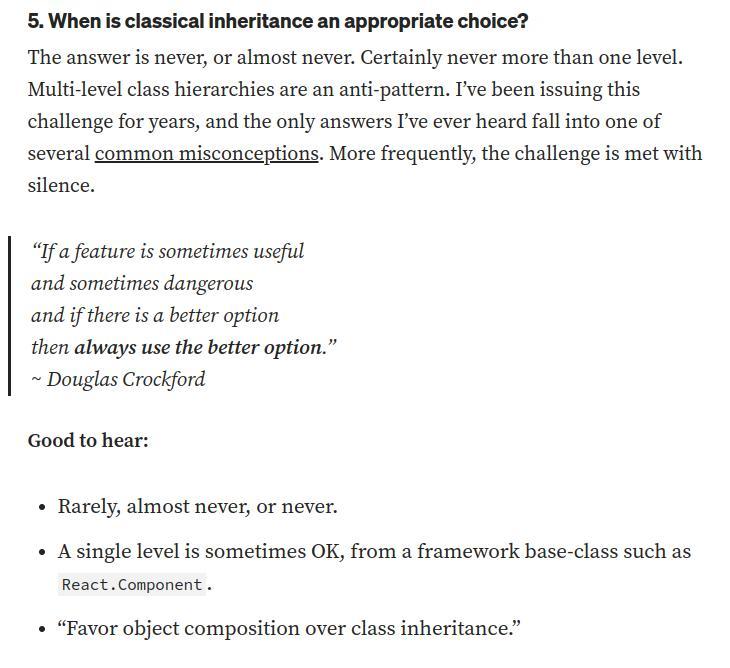 5. When is classical inheritance an appropriate choice?
The answer is never, or almost never. Certainly never more than one level.
Multi-level class hierarchies are an anti-pattern. I’ve been issuing this
challenge for years, and the only answers I’ve ever heard fall into one of
several common misconceptions. More frequently, the challenge is met with
silence.
“If a feature is sometimes useful
and sometimes dangerous
and if there is a better option
then always use the better option.”
~ Douglas Crockford
Good to hear:
• Rarely, almost never, or never.
• A single level is sometimes OK, from a framework base-class such as
React.Component.
• “Favor object composition over class inheritance.”